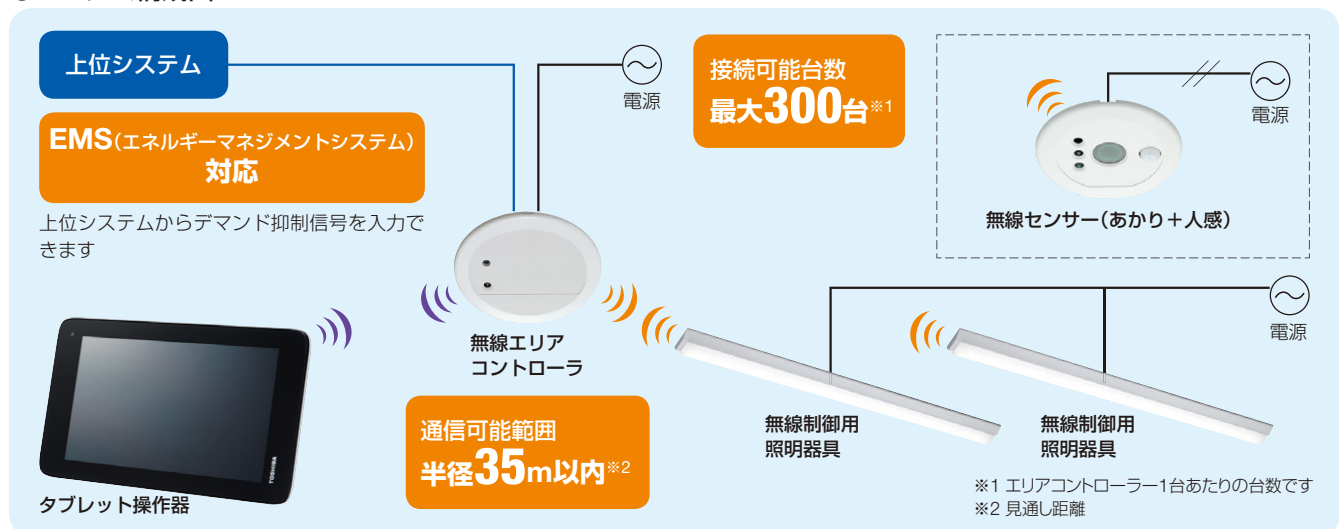 上位システム
電源
接続可能台数
最大300台※1
電源
EMS(エネルギーマネジメントシステム)
対応
上位システムからデマンド抑制信号を入力で
きます
無線センサー(あかり+人感)
無線エリア
コントローラ
電源
通信可能範囲
半径35m以内※2
無線制御用
照明器具
無線制御用
照明器具
TOSHIBA
タブレット操作器
※1 エリアコントローラー1台あたりの台数です
※2 見通し距離